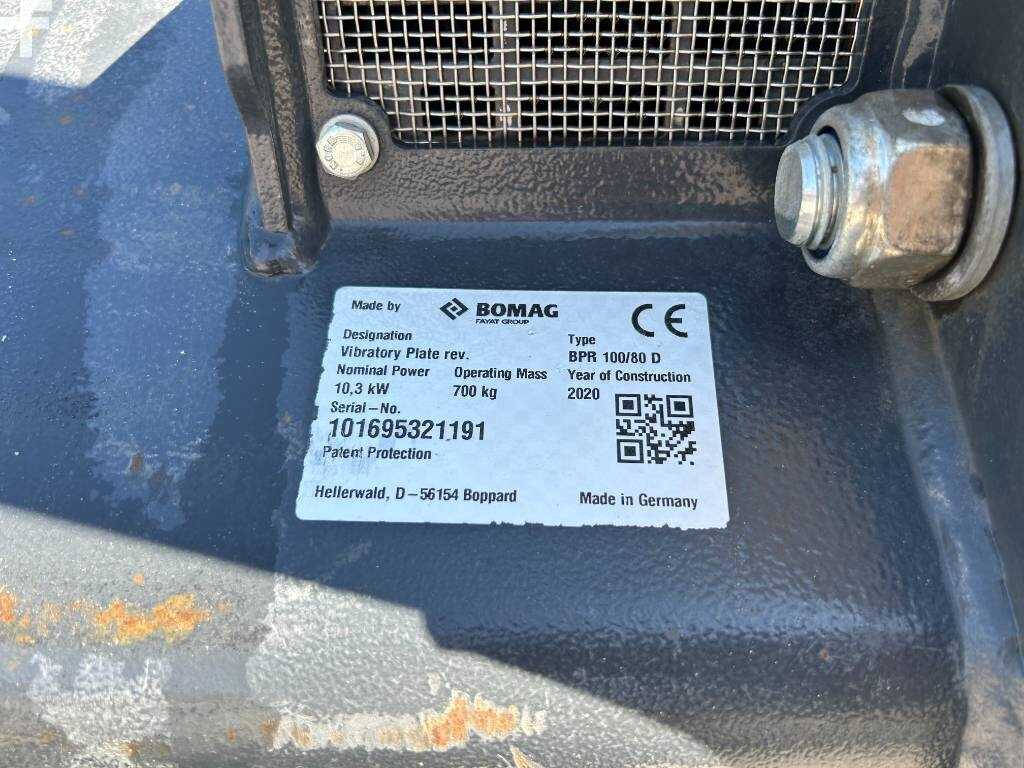 Made by BOMAG CE
FAYAT GROUP
Designation Type
Vibratory Plate rev. BPR 100/80 D
Nominal Power Operating Mass Year of Construction
10,3 kW 700 kg 2020
Serial-No.
101695321191
Patent Protection
Hellerwald, D-56154 Boppard Made in Germany